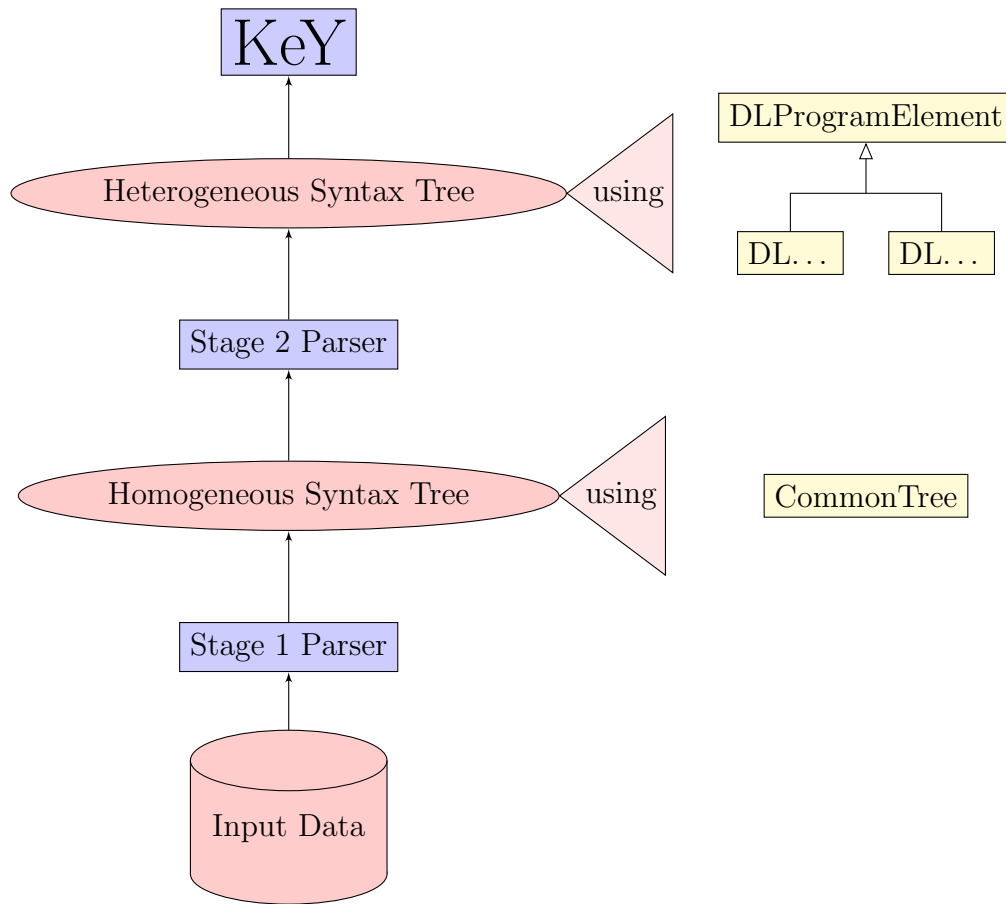 KeY
DLProgramElement
Heterogeneous Syntax Tree
using
DL...
DL...
Stage 2 Parser
Homogeneous Syntax Tree
using
CommonTree
Stage 1 Parser
Input Data